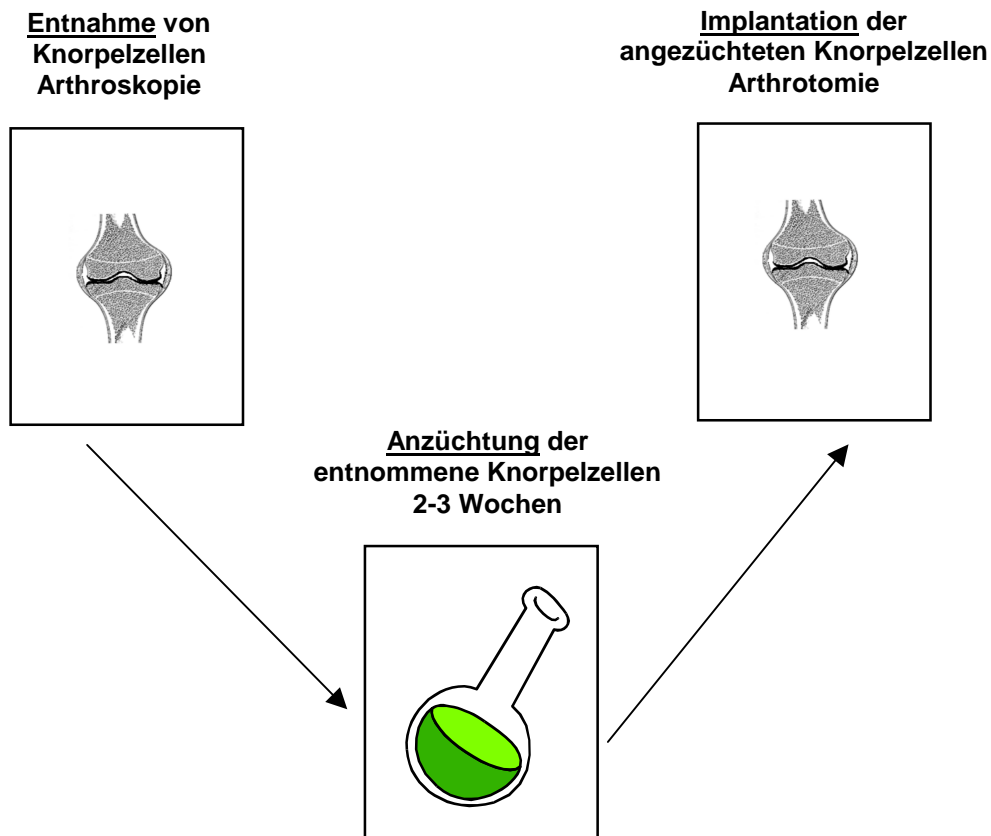 Entnahme von
Knorpelzellen
Arthroskopie
Implantation der
angezüchteten Knorpelzellen
Arthrotomie
Anzüchtung der
entnommene Knorpelzellen
2-3 Wochen